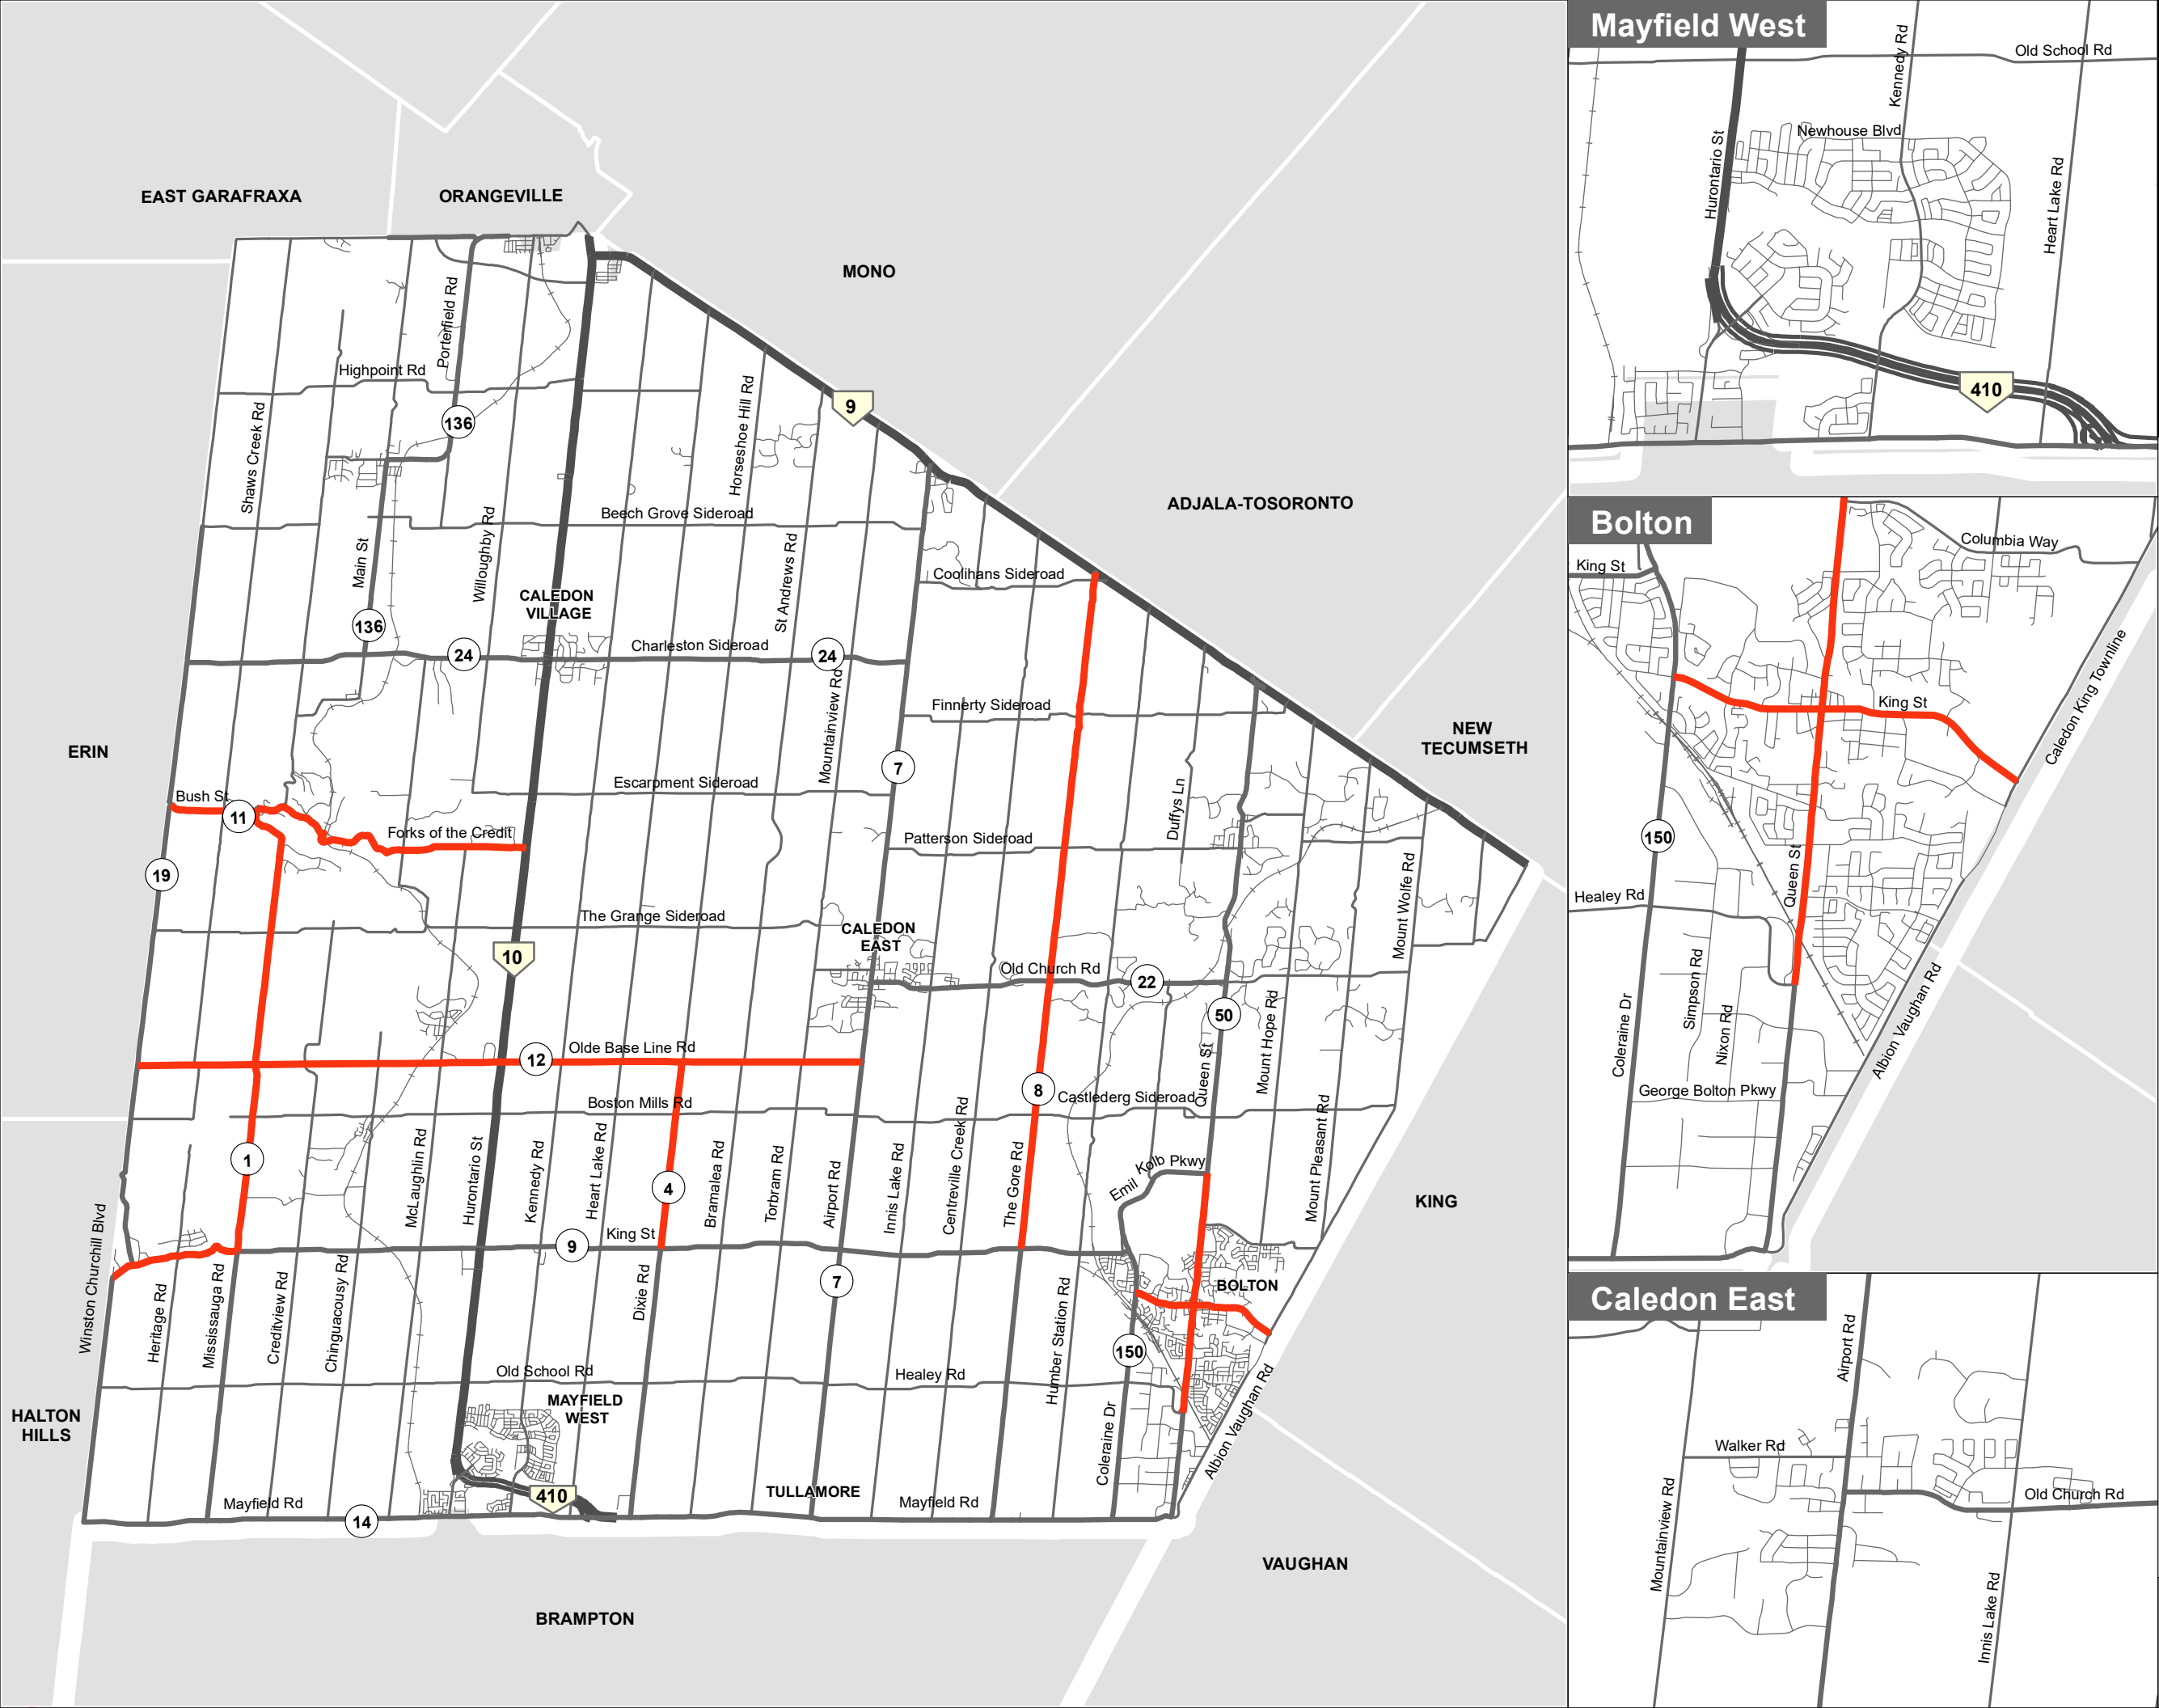 EAST GARAFRAXA
ORANGEVILLE
MONO
Porterfield Rd
Highpoint Rd
136
9
Shaws Creek Rd
Horseshoe Hill Rd
ADJALA-TOSORONTO
Beech Grove Sideroad
Willoughby Rd
Main St
St Andrews Rd
Coolihans Sideroad
CALEDON
VILLAGE
136
24
Charleston Sideroad
24
Mountainview Rd
Finnerty Sideroad
NEW
TECUMSETH
ERIN
7
Escarpment Sideroad
Bush St
11
Forks of the Credit
Patterson Sideroad
Duffys Ln
19
Mount Wolfe Rd
The Grange Sideroad
CALEDON
EAST
10
Old Church Rd
22
50
Mount Hope Rd
Olde Base Line Rd
12
Queen St
8
Castlederg Sideroad
Boston Mills Rd
1
McLaughlin Rd
Hurontario St
Kennedy Rd
Heart Lake Rd
4
Bramalea Rd
Torbram Rd
Airport Rd
Innis Lake Rd
Centreville Creek Rd
The Gore Rd
Emil Kolb Pkwy
Mount Pleasant Rd
KING
Winston Churchill Blvd
9
King St
7
BOLTON
Heritage Rd
Mississauga Rd
Creditview Rd
Chinguacousy Rd
Dixie Rd
Humber Station Rd
150
Old School Rd
Healey Rd
MAYFIELD
WEST
HALTON
HILLS
Coleraine Dr
Albion Vaughan Rd
410
TULLAMORE
Mayfield Rd
14
Mayfield Rd
VAUGHAN
BRAMPTON
Mayfield West
Kennedy Rd
Old School Rd
Newhouse Blvd
Hurontario St
Heart Lake Rd
410
Bolton
Columbia Way
King St
King St
Caledon King Townline
150
Queen St
Healey Rd
Simpson Rd
Nixon Rd
Coleraine Dr
Albion Vaughan Rd
George Bolton Pkwy
Caledon East
Airport Rd
Walker Rd
Old Church Rd
Mountainview Rd
Innis Lake Rd